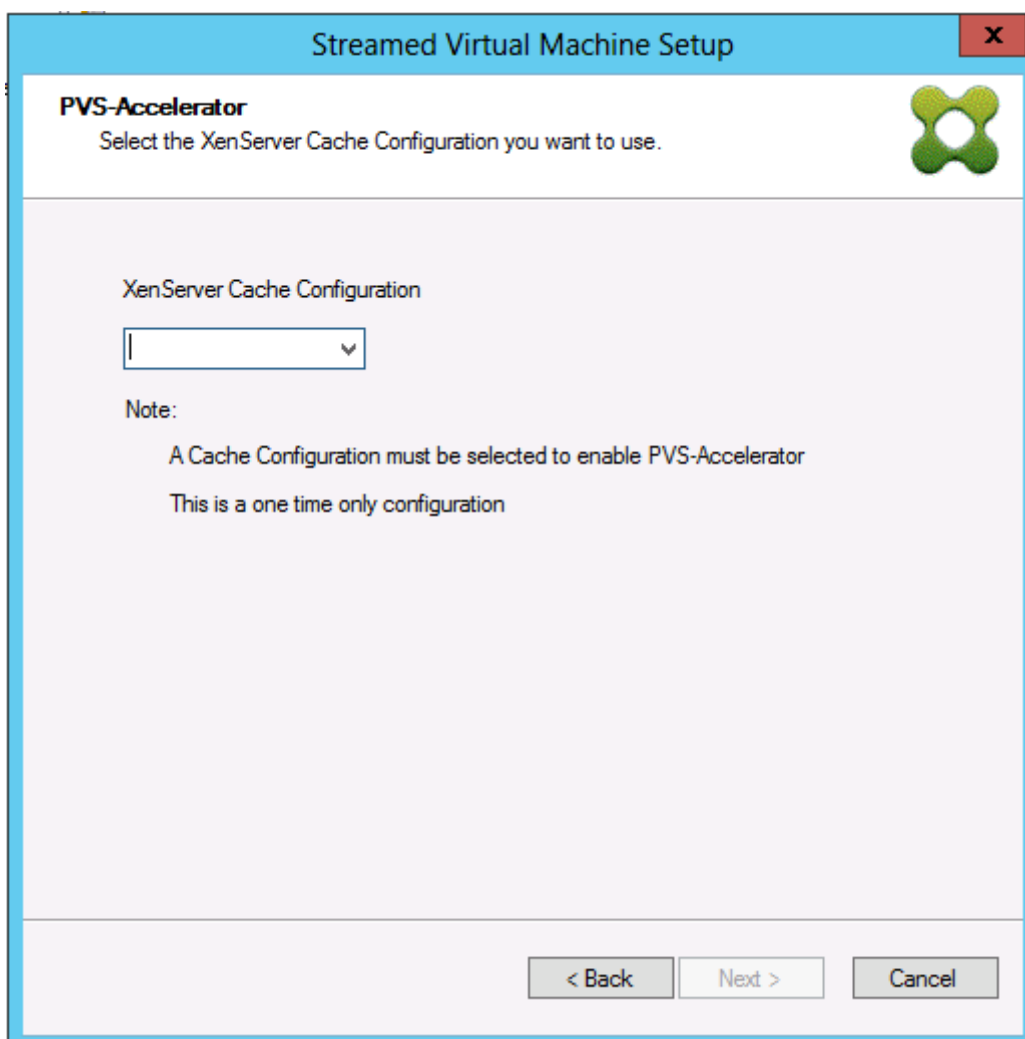 Streamed Virtual Machine Setup
x
PVS-Accelerator
Select the XenServer Cache Configuration you want to use.
XenServer Cache Configuration
Note:
A Cache Configuration must be selected to enable PVS-Accelerator
This is a one time only configuration
< Back Next > Cancel